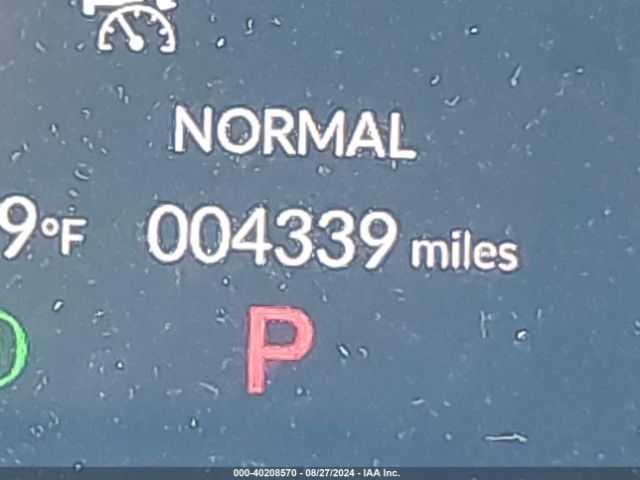 NORMAL
9°F 004339 miles
P
000-40208570 - 08/27/2024 - IAA Inc.